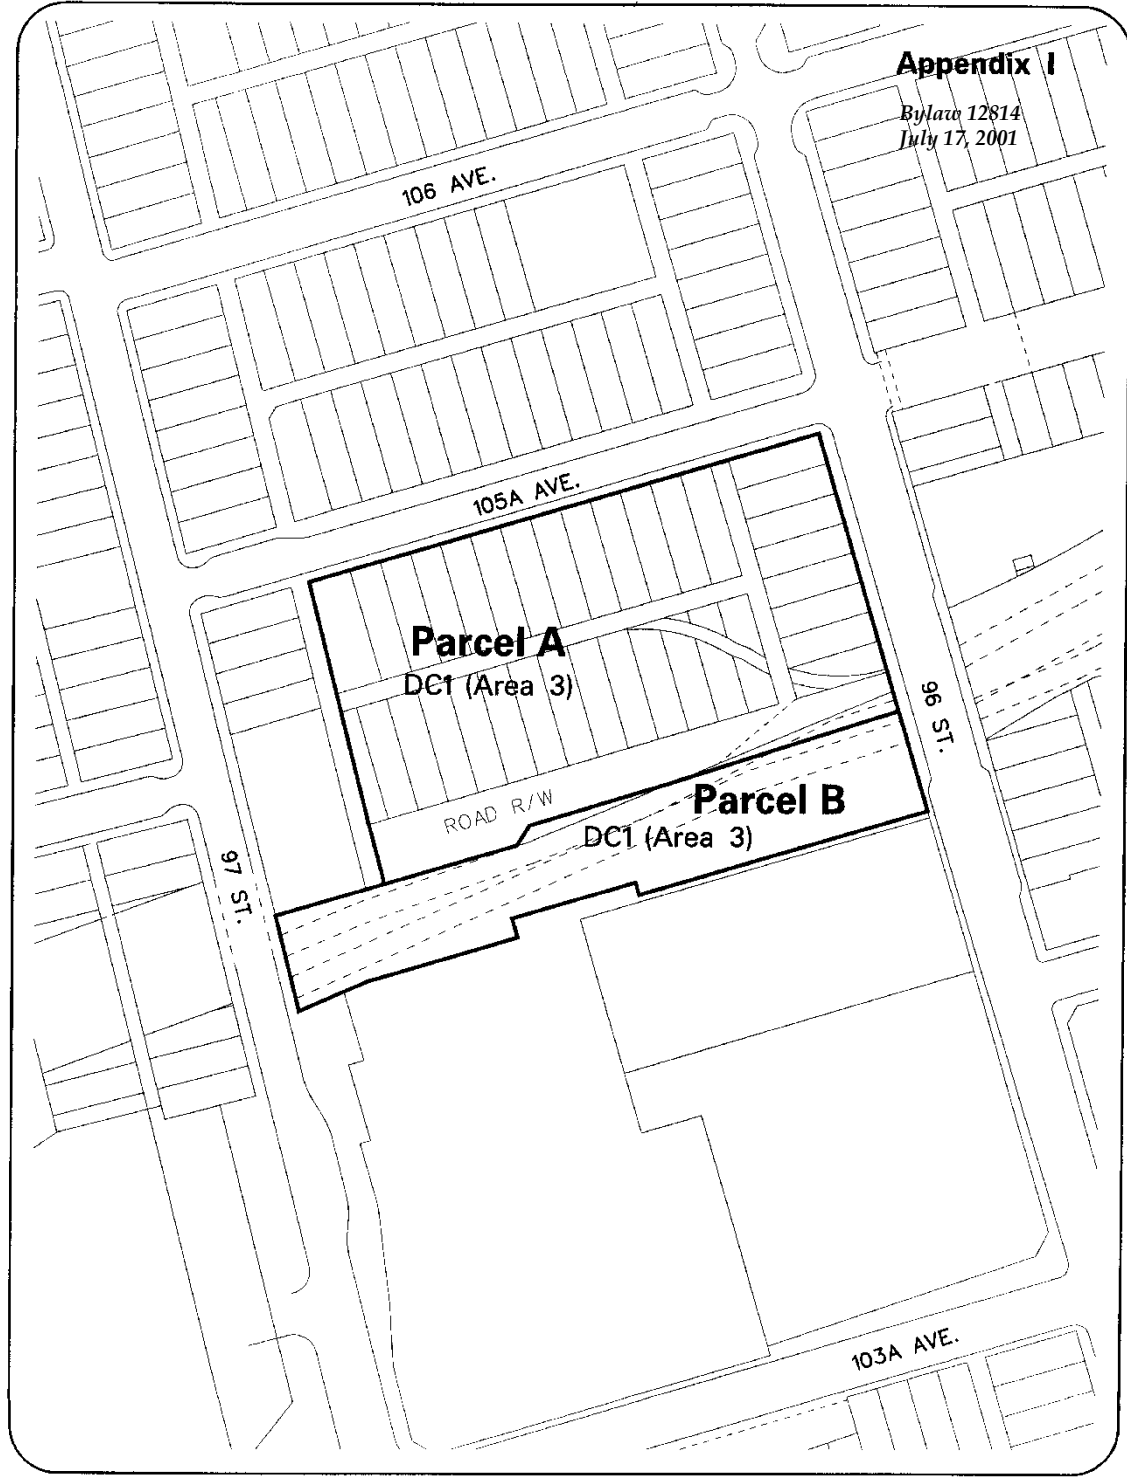 Appendix I
Bylaw 12814
July 17, 2001
106 AVE.
105A AVE.
Parcel A
DC1 (Area 3)
96 ST.
ROAD R/W
Parcel B
DC1 (Area 3)
97 ST.
103A AVE.